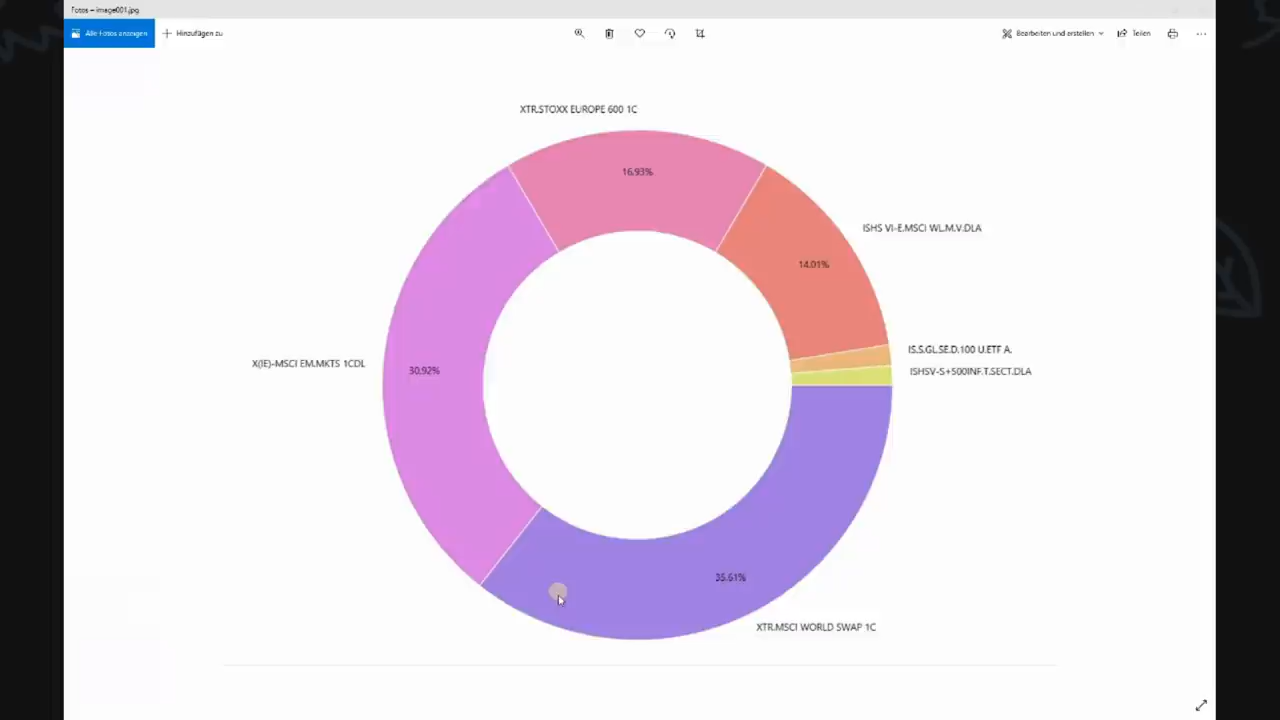 Fotos – image001.jpg
Alle Fotos anzeigen
Hinzufügen zu
Bearbeiten und erstellen
Teilen
XTR.STOXX EUROPE 600 1C
16.93%
ISHS VI-E.MSCI WL.M.V.DLA
14.01%
IS.S.GL.SE.D.100 U.ETF A.
X(IE)-MSCI EM.MKTS 1CDL
30.92%
ISHSV-S+500INF.T.SECT.DLA
35.61%
XTR.MSCI WORLD SWAP 1C